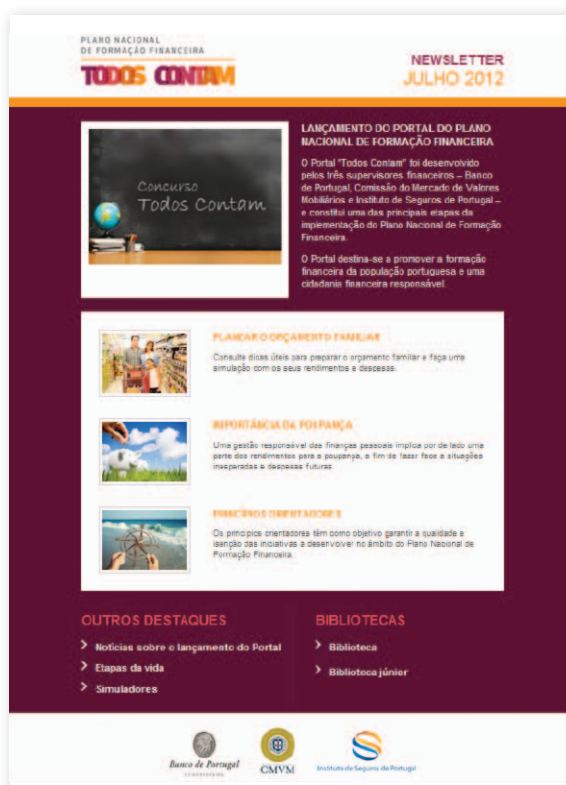 PLANO NACIONAL
DE FORMAÇÃO FINANCEIRA
TODOS CONTAM
NEWSLETTER
JULHO 2012
Concurso
Todos Contam
LANÇAMENTO DO PORTAL DO PLANO
NACIONAL DE FORMAÇÃO FINANCEIRA
O Portal "Todos Contam" foi desenvolvido
pelos três supervisores financeiros – Banco
de Portugal, Comissão do Mercado de Valores
Mobiliários e Instituto de Seguros de Portugal –
e constitui uma das principais etapas da
implementação do Plano Nacional de Formação
Financeira.
O Portal destina-se a promover a formação
financeira da população portuguesa e uma
cidadania financeira responsável.
PLANEAR O ORÇAMENTO FAMILIAR
Consulte dicas úteis para preparar o orçamento familiar e faça uma
simulação com os seus rendimentos e despesas.
IMPORTÂNCIA DA POUPANÇA
Uma gestão responsável das finanças pessoais implica por de lado uma
parte dos rendimentos para a poupança, a fim de fazer face a situações
inesperadas e despesas futuras.
PRINCÍPIOS ORIENTADORES
Os princípios orientadores têm como objetivo garantir a qualidade e
isenção das iniciativas a desenvolver no âmbito do Plano Nacional de
Formação Financeira.
OUTROS DESTAQUES
Notícias sobre o lançamento do Portal
Etapas da vida
Simuladores
BIBLIOTECAS
Biblioteca
Biblioteca júnior
Banco de Portugal
EUROSISTEMA
CMVM
Instituto de Seguros de Portugal